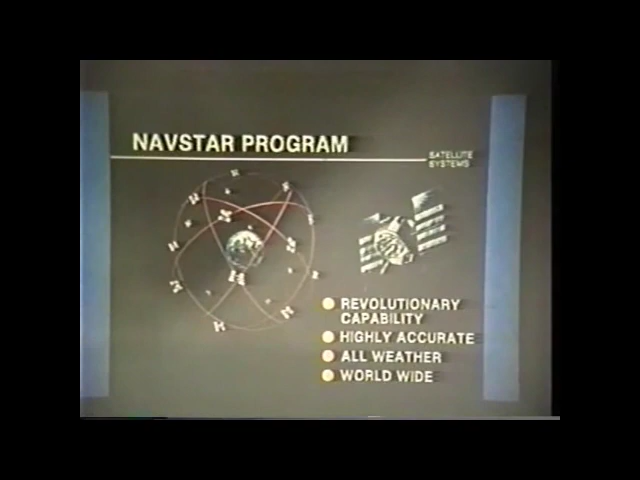 NAVSTAR PROGRAM
SATELLITE
SYSTEMS
REVOLUTIONARY
CAPABILITY
HIGHLY ACCURATE
ALL WEATHER
WORLD WIDE